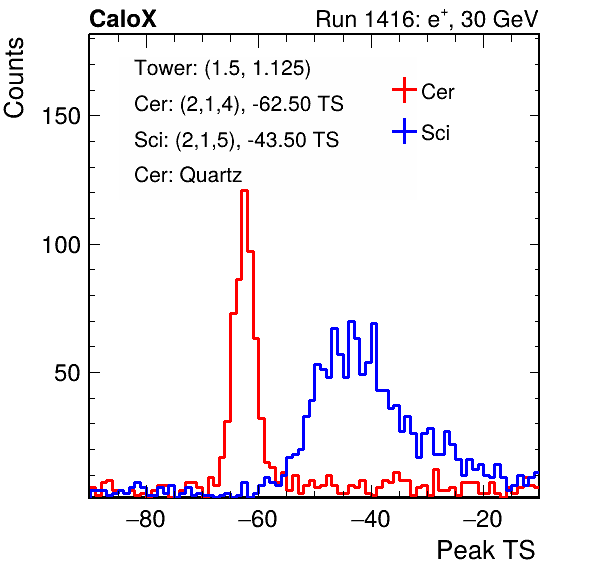 CaloX Run 1416: e⁺, 30 GeV
Counts
Tower: (1.5, 1.125)
Cer: (2,1,4), -62.50 TS
Sci: (2,1,5), -43.50 TS
Cer: Quartz
Cer
Sci
150
100
50
−80 −60 −40 −20
Peak TS